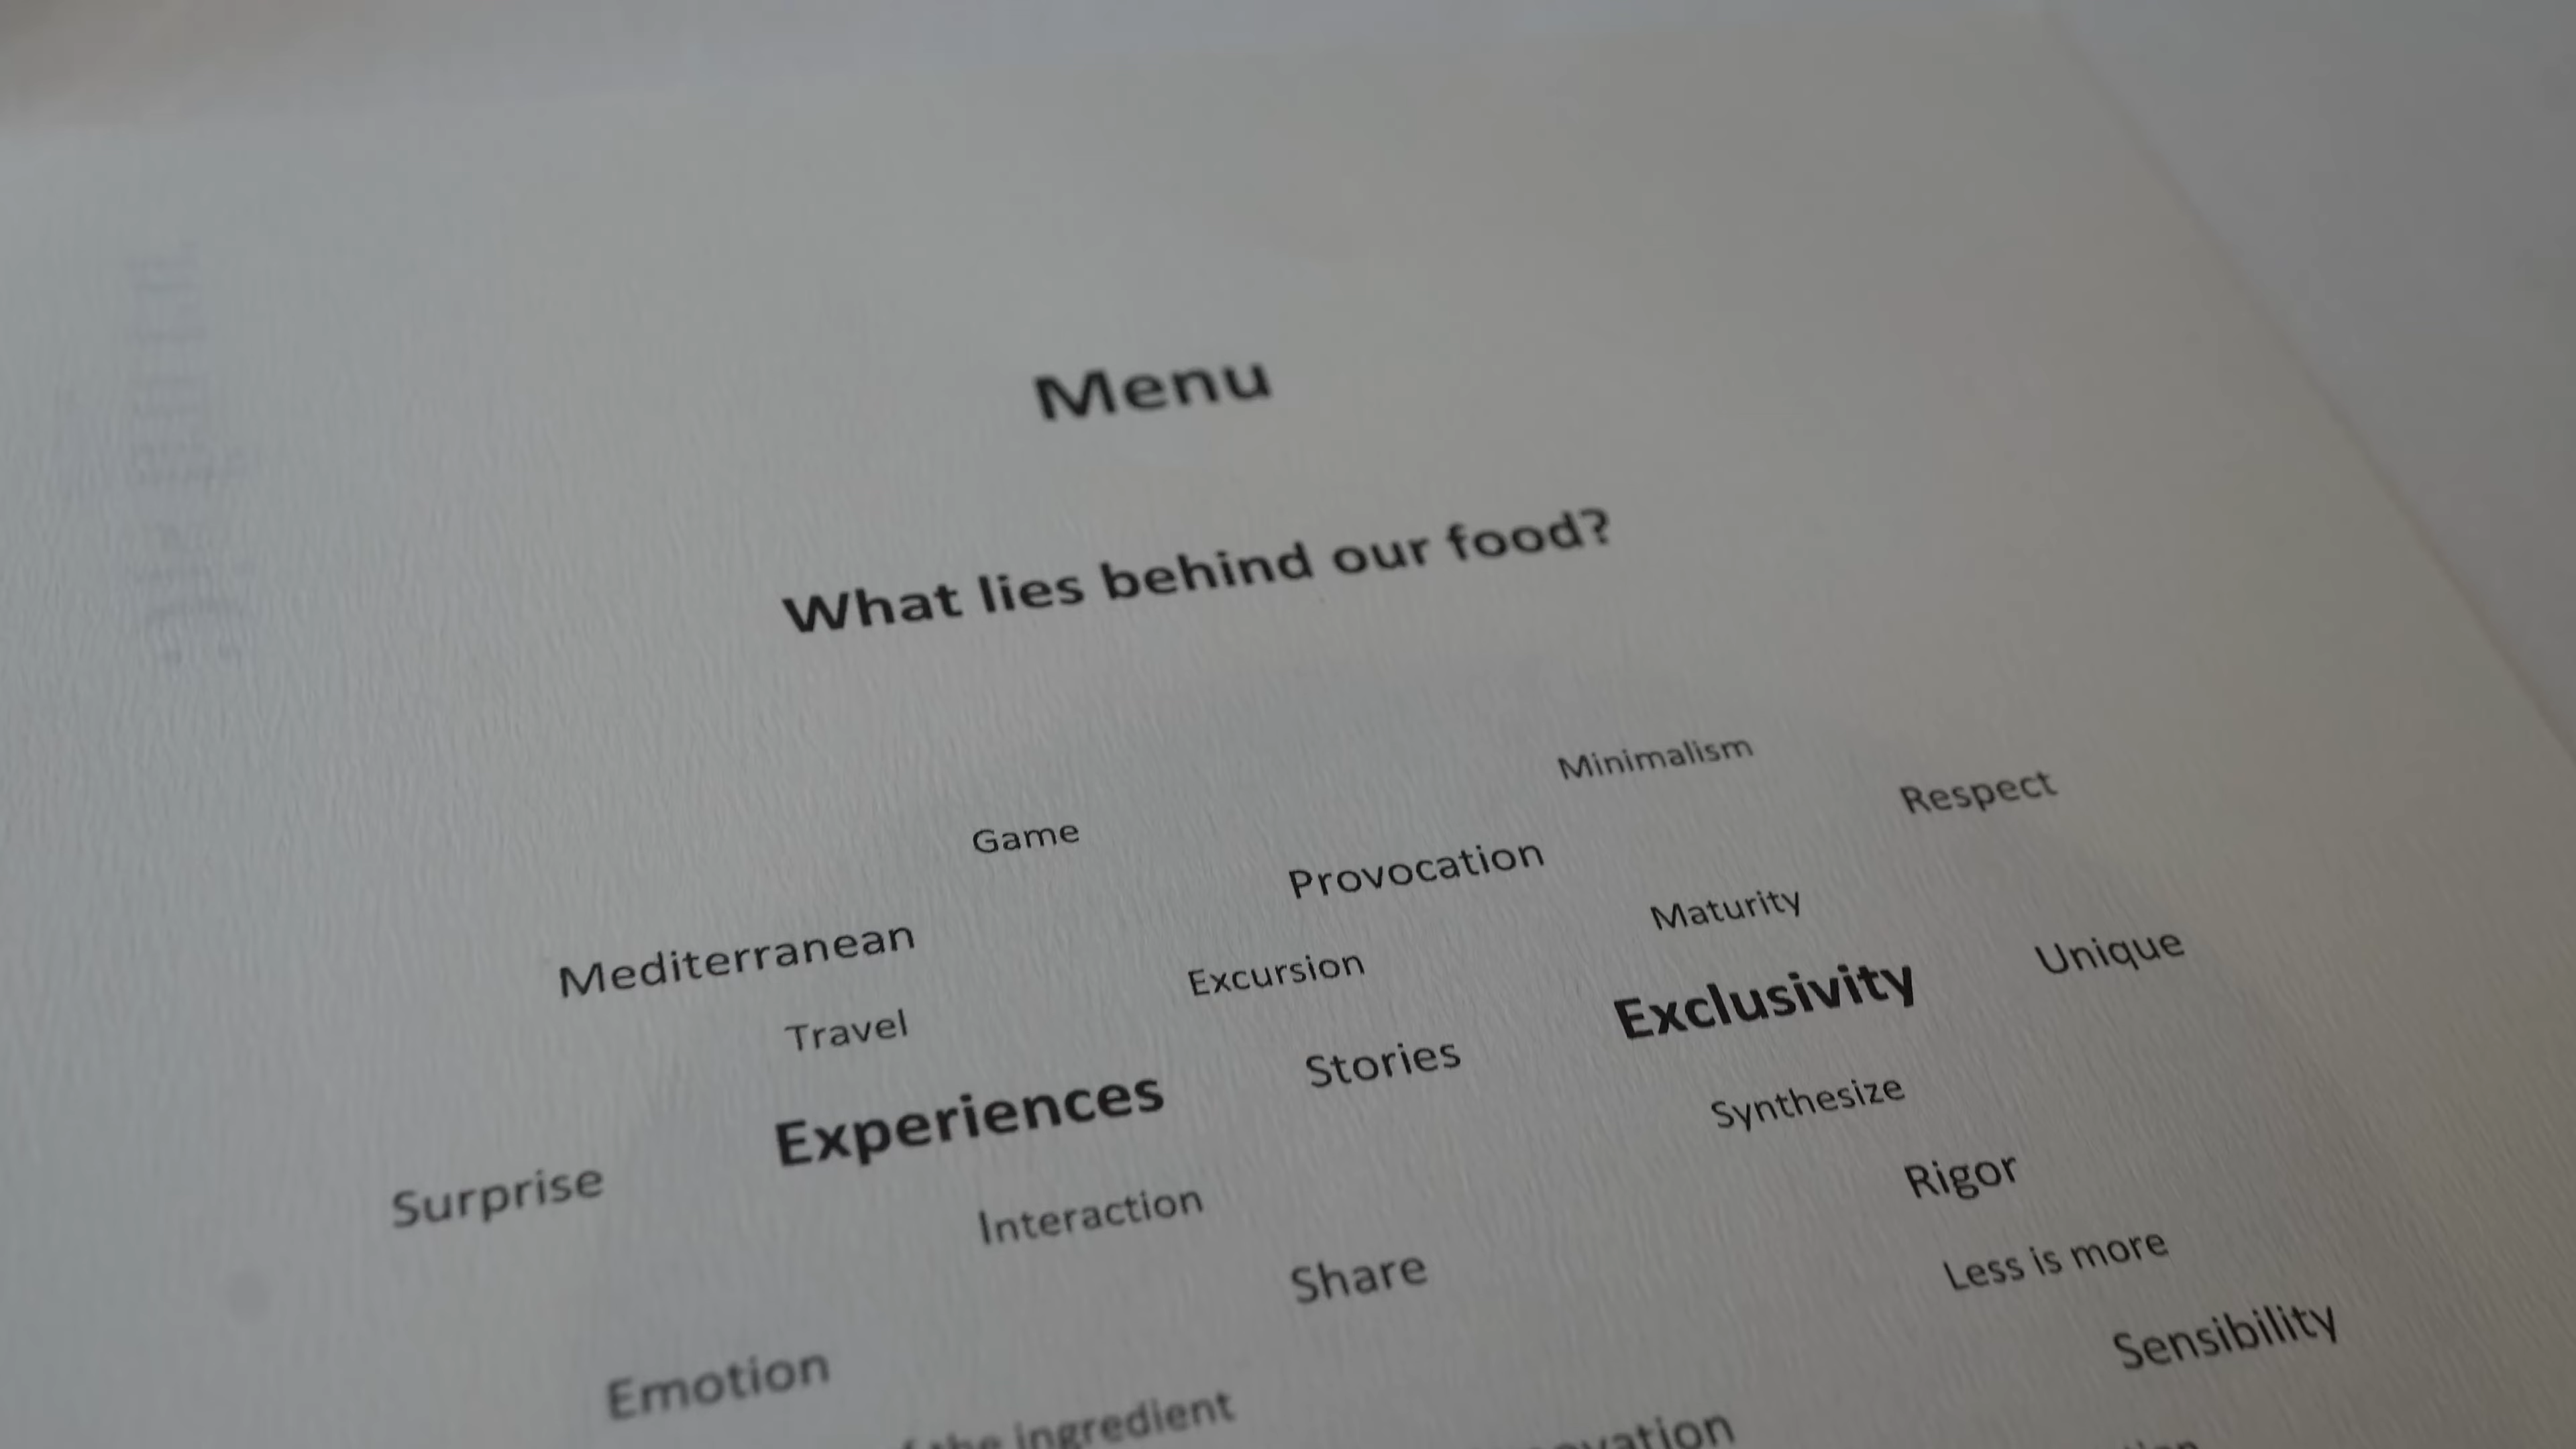 Menu
What lies behind our food?
Minimalism
Game
Respect
Provocation
Mediterranean
Maturity
Excursion
Unique
Travel
Exclusivity
Stories
Experiences
Synthesize
Surprise
Rigor
Interaction
Less is more
Share
Sensibility
Emotion
the ingredient